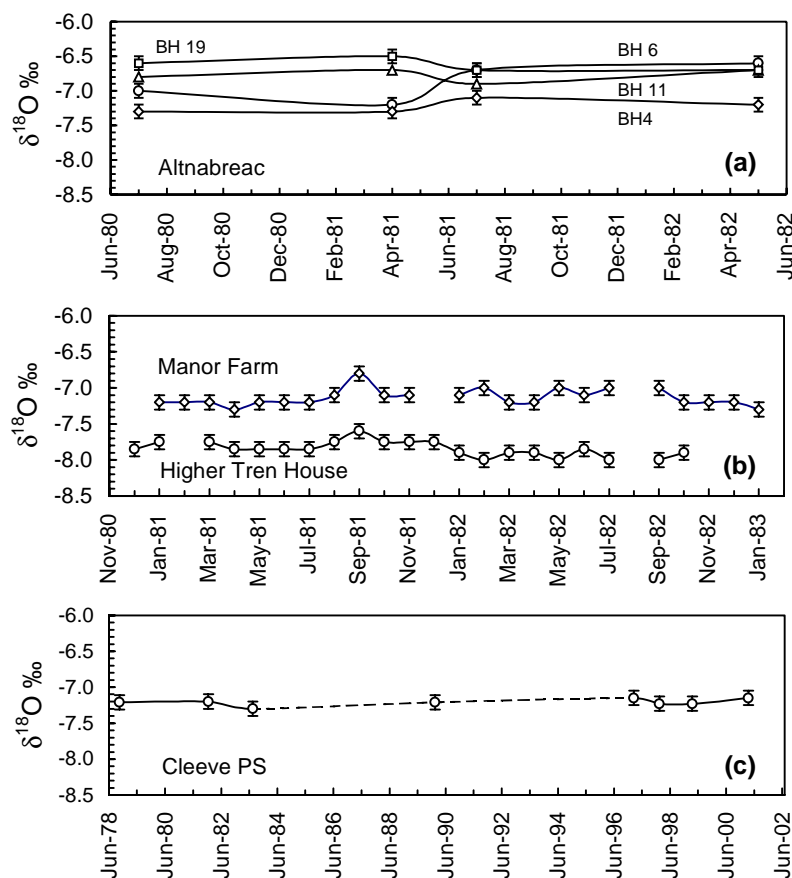 -6.0
-6.5
-7.0
-7.5
-8.0
-8.5
δ18O ‰
BH 19
BH 6
BH 11
BH4
Altnabreac
(a)
Jun-80
Aug-80
Oct-80
Dec-80
Feb-81
Apr-81
Jun-81
Aug-81
Oct-81
Dec-81
Feb-82
Apr-82
Jun-82
-6.0
-6.5
-7.0
-7.5
-8.0
-8.5
δ18O ‰
Manor Farm
Higher Tren House
(b)
Nov-80
Jan-81
Mar-81
May-81
Jul-81
Sep-81
Nov-81
Jan-82
Mar-82
May-82
Jul-82
Sep-82
Nov-82
Jan-83
-6.0
-6.5
-7.0
-7.5
-8.0
-8.5
δ18O ‰
Cleeve PS
(c)
Jun-78
Jun-80
Jun-82
Jun-84
Jun-86
Jun-88
Jun-90
Jun-92
Jun-94
Jun-96
Jun-98
Jun-00
Jun-02